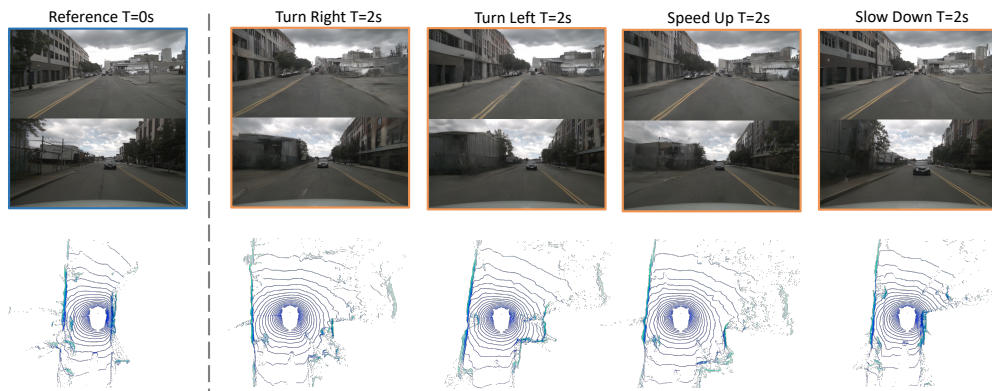 Reference T=0s
Turn Right T=2s
Turn Left T=2s
Speed Up T=2s
Slow Down T=2s